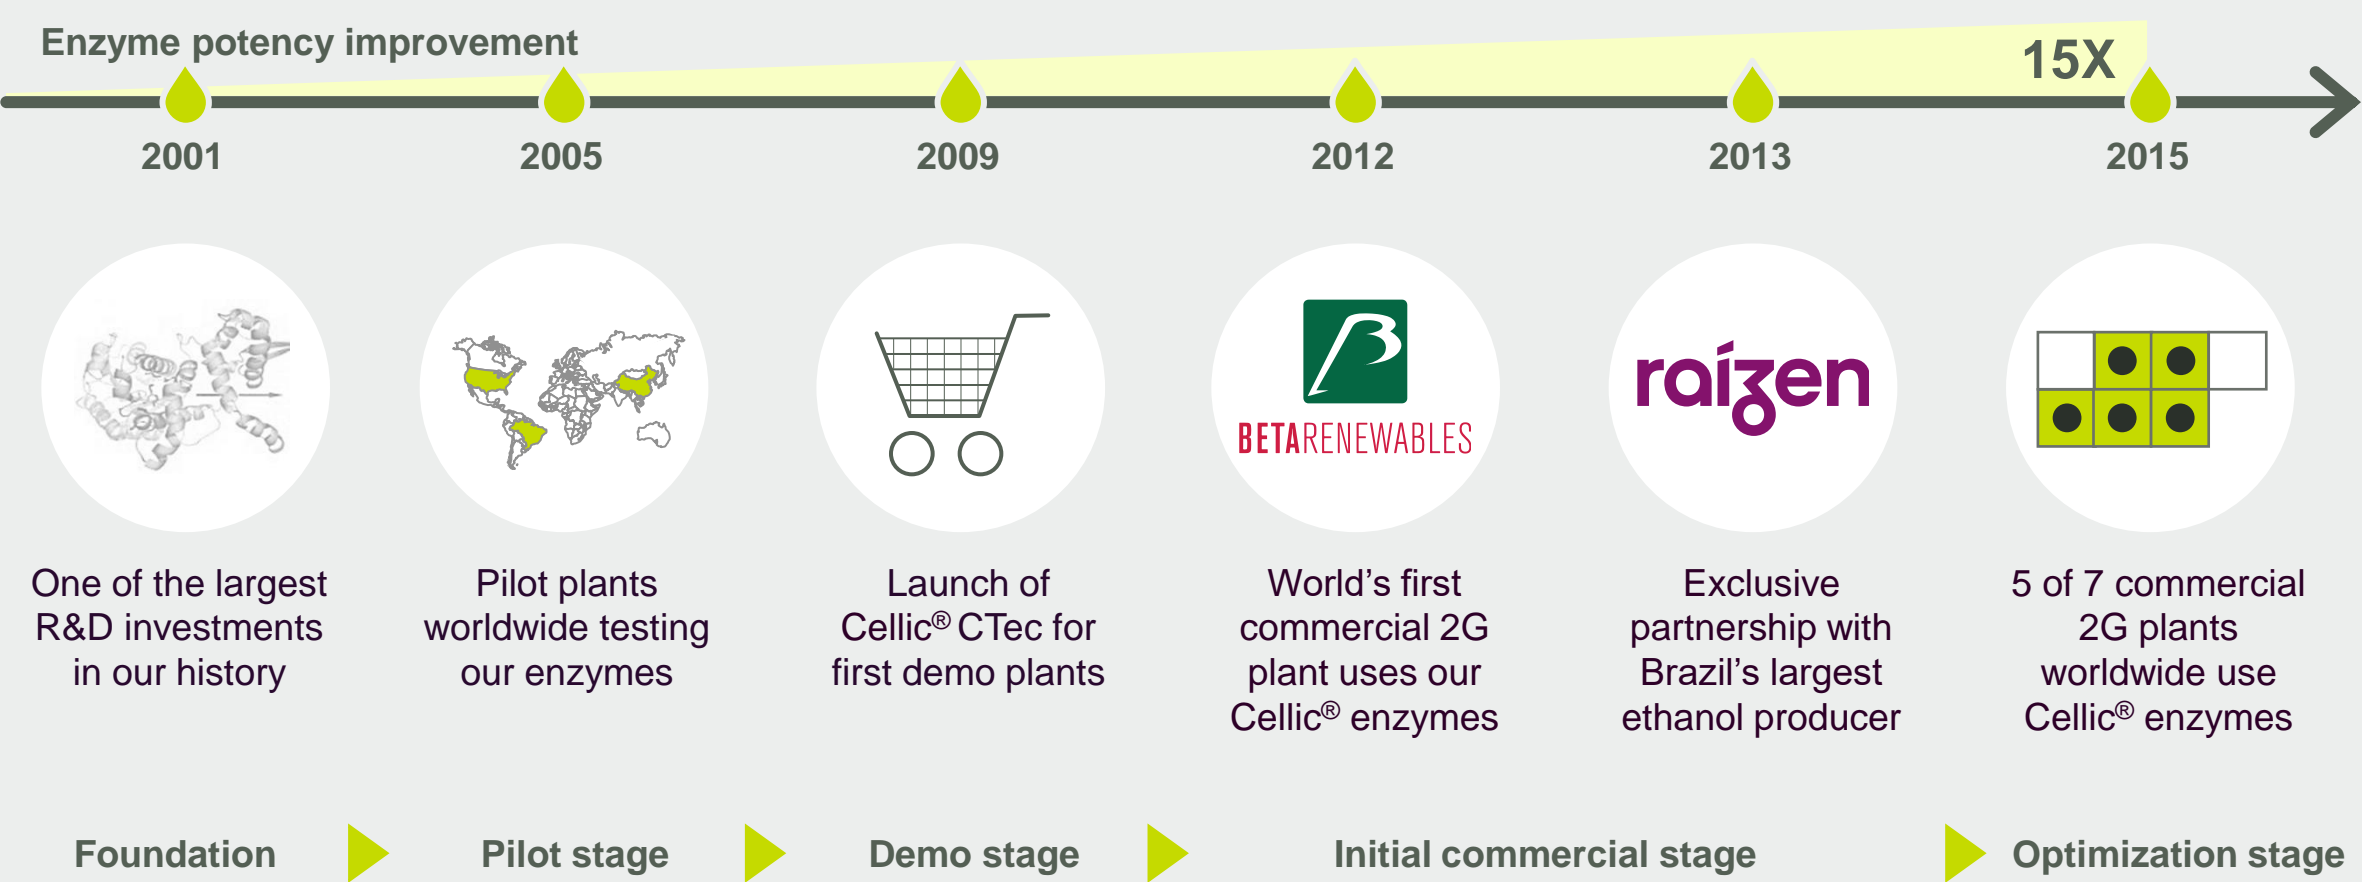 Enzyme potency improvement
15X
2001
2005
2009
2012
2013
2015
BETARENEWABLES
raízen
One of the largest
R&D investments
in our history
Pilot plants
worldwide testing
our enzymes
Launch of
Cellic® CTec for
first demo plants
World’s first
commercial 2G
plant uses our
Cellic® enzymes
Exclusive
partnership with
Brazil’s largest
ethanol producer
5 of 7 commercial
2G plants
worldwide use
Cellic® enzymes
Foundation
Pilot stage
Demo stage
Initial commercial stage
Optimization stage